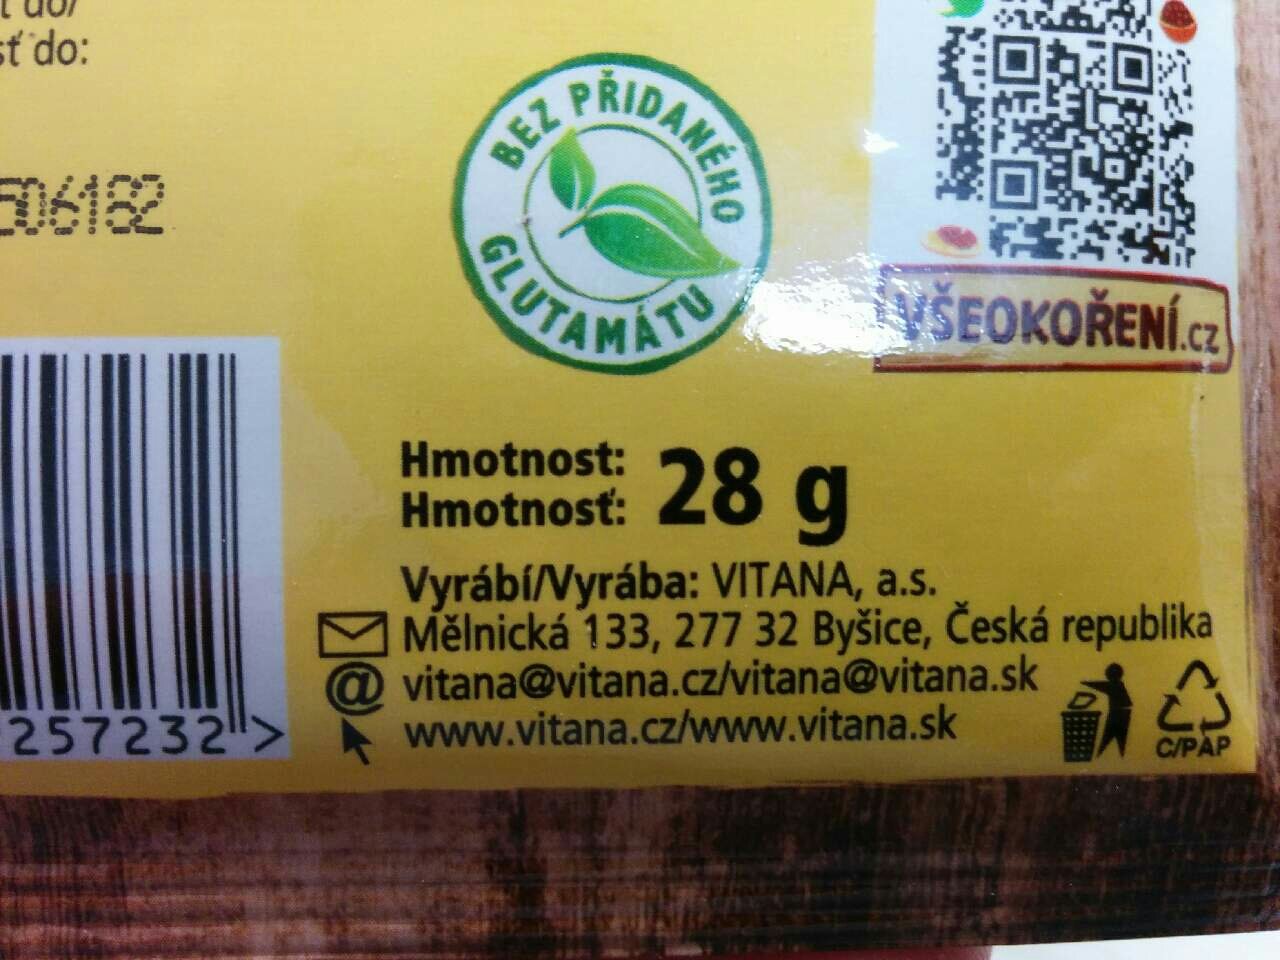 sť do:
506182
BEZ PŘIDANÉHO
GLUTAMÁTU
VŠEOKOŘENÍ.cz
Hmotnost:
Hmotnosť:
28 g
Vyrábí/Vyrába: VITANA, a.s.
Mělnická 133, 277 32 Byšice, Česká republika
@ vitana@vitana.cz/vitana@vitana.sk
www.vitana.cz/www.vitana.sk
C/PAP
257232 >